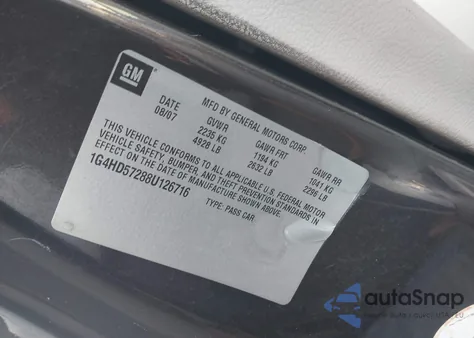 GM
DATE
08/07
MFD BY GENERAL MOTORS CORP.
GVWR
2235 KG
4928 LB
GAWR FRT
1194 KG
2632 LB
GAWR RR
1041 KG
2296 LB
THIS VEHICLE CONFORMS TO ALL APPLICABLE U.S. FEDERAL MOTOR
VEHICLE SAFETY, BUMPER, AND THEFT PREVENTION STANDARDS IN
EFFECT ON THE DATE OF MANUFACTURE SHOWN ABOVE.
1G4HD57288U126716
TYPE: PASS CAR
autoSnap